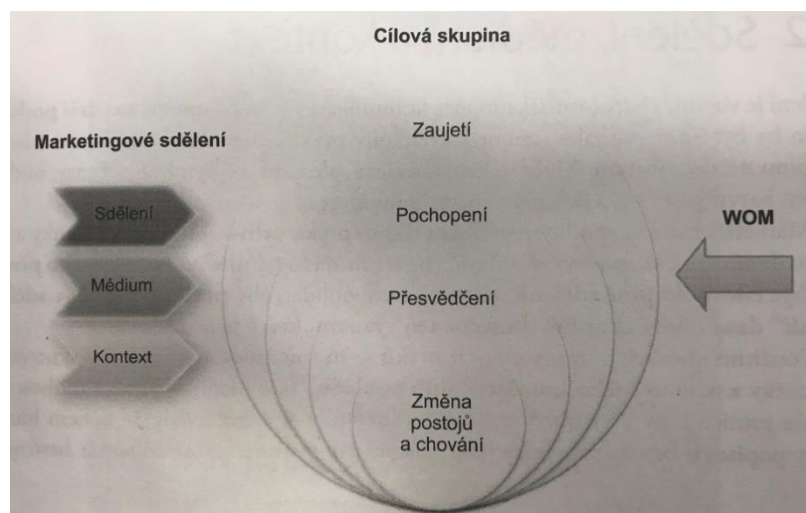 Cílová skupina
Marketingové sdělení
Sdělení
Médium
Kontext
Zaujetí
Pochopení
Přesvědčení
Změna
postojů
a chování
WOM